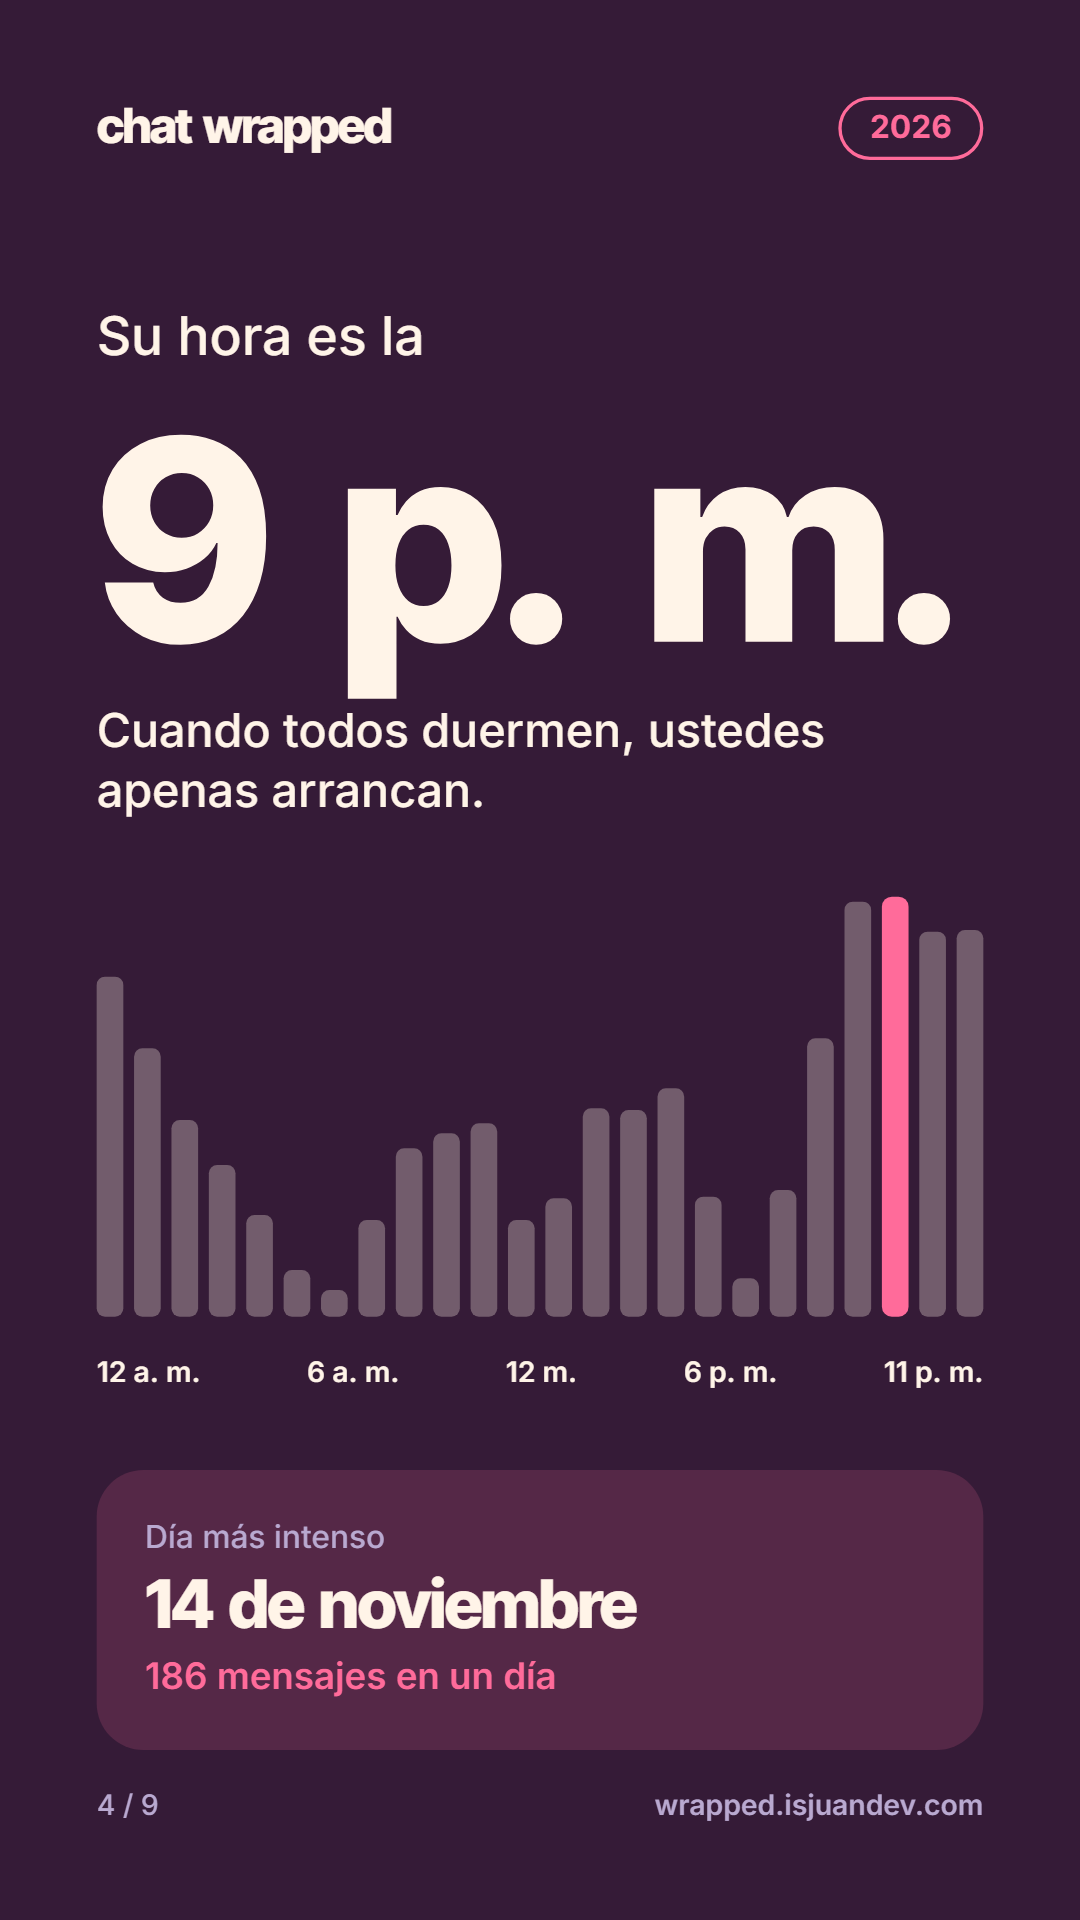 chat wrapped
2026
Su hora es la
9 p. m.
Cuando todos duermen, ustedes
apenas arrancan.
12 a. m. 6 a. m. 12 m. 6 p. m. 11 p. m.
Día más intenso
14 de noviembre
186 mensajes en un día
4 / 9
wrapped.isjuandev.com